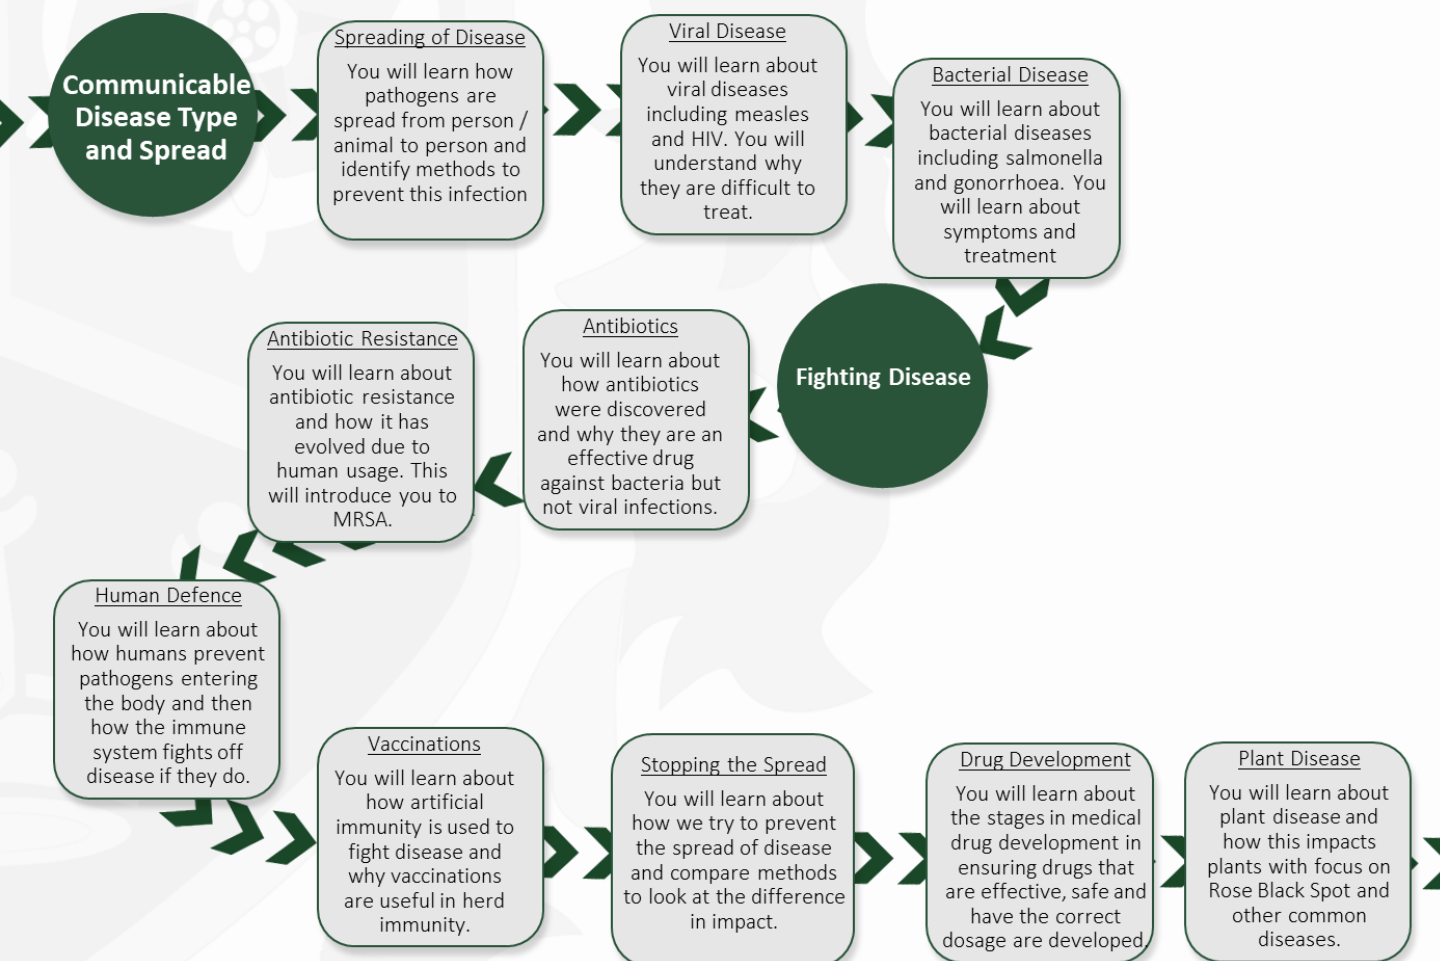 Communicable
Disease Type
and Spread
Spreading of Disease
You will learn how
pathogens are
spread from person /
animal to person and
identify methods to
prevent this infection
Viral Disease
You will learn about
viral diseases
including measles
and HIV. You will
understand why
they are difficult to
treat.
Bacterial Disease
You will learn about
bacterial diseases
including salmonella
and gonorrhoea. You
will learn about
symptoms and
treatment
Fighting Disease
Antibiotics
You will learn about
how antibiotics
were discovered
and why they are an
effective drug
against bacteria but
not viral infections.
Antibiotic Resistance
You will learn about
antibiotic resistance
and how it has
evolved due to
human usage. This
will introduce you to
MRSA.
Human Defence
You will learn about
how humans prevent
pathogens entering
the body and then
how the immune
system fights off
disease if they do.
Vaccinations
You will learn about
how artificial
immunity is used to
fight disease and
why vaccinations
are useful in herd
immunity.
Stopping the Spread
You will learn about
how we try to prevent
the spread of disease
and compare methods
to look at the difference
in impact.
Drug Development
You will learn about
the stages in medical
drug development in
ensuring drugs that
are effective, safe and
have the correct
dosage are developed.
Plant Disease
You will learn about
plant disease and
how this impacts
plants with focus on
Rose Black Spot and
other common
diseases.